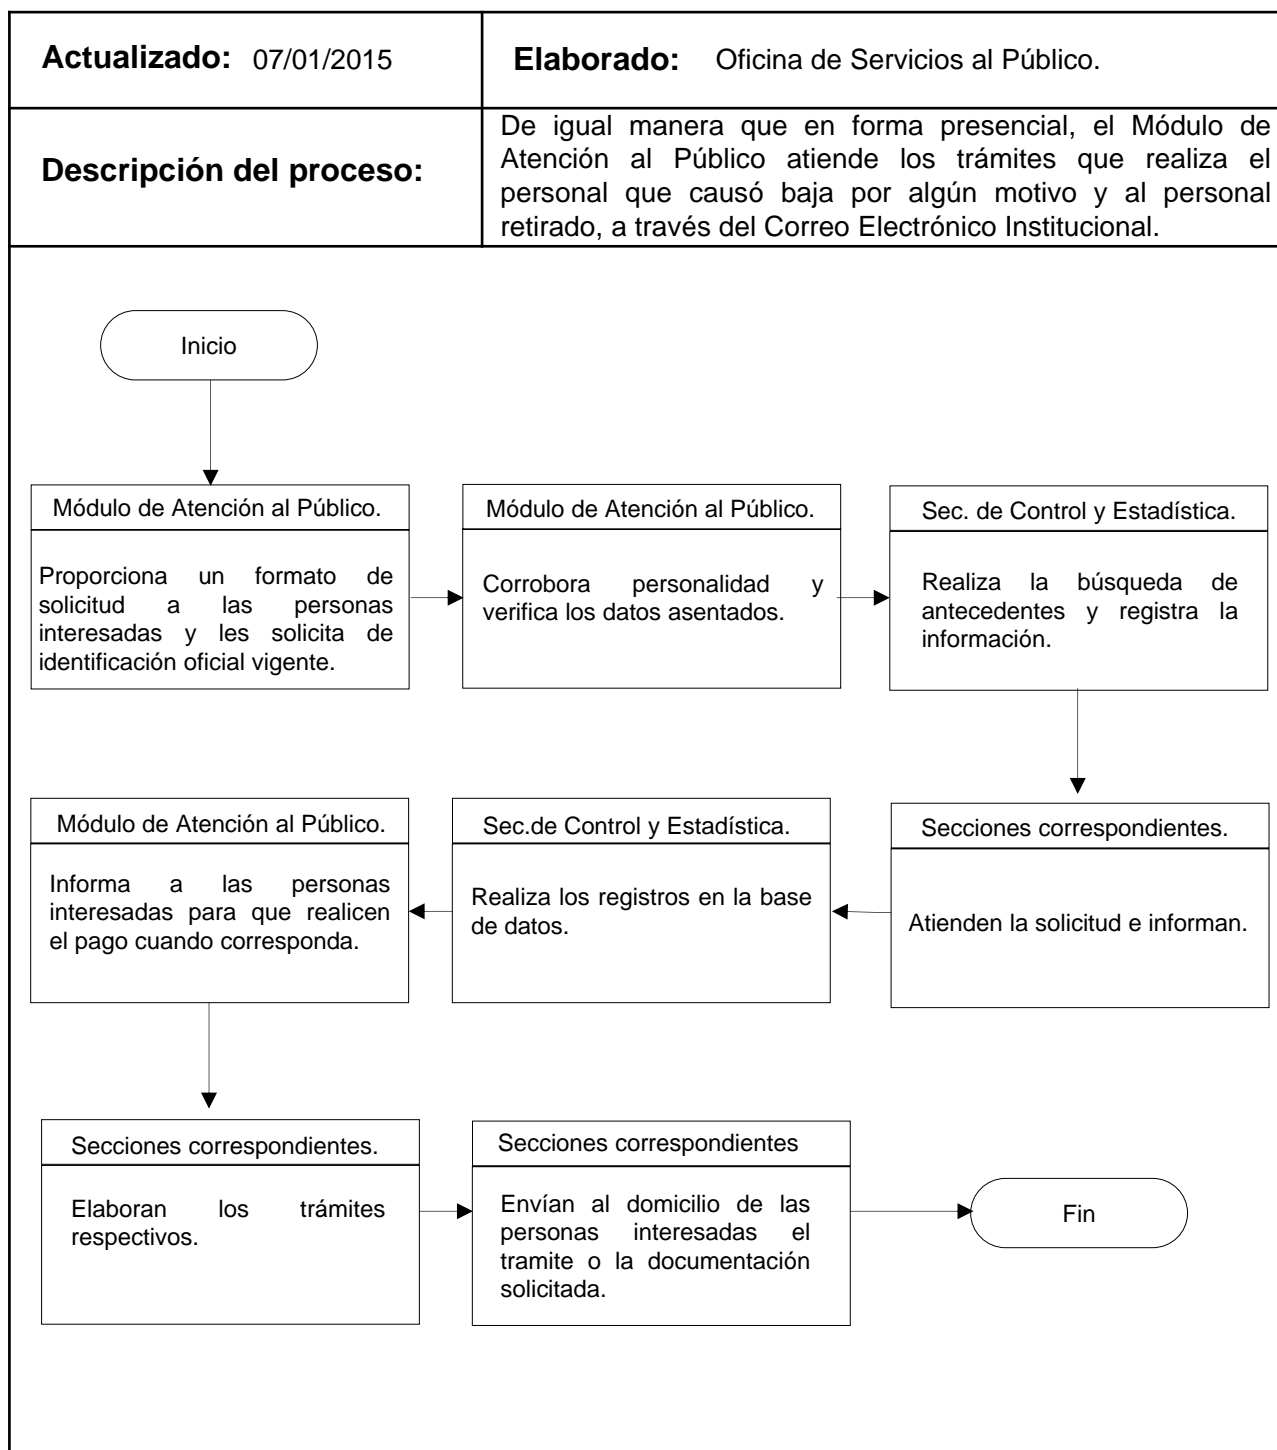 Actualizado: 07/01/2015
Elaborado: Oficina de Servicios al Público.
Descripción del proceso:
De igual manera que en forma presencial, el Módulo de
Atención al Público atiende los trámites que realiza el
personal que causó baja por algún motivo y al personal
retirado, a través del Correo Electrónico Institucional.
Inicio
Módulo de Atención al Público.
Proporciona un formato de
solicitud a las personas
interesadas y les solicita de
identificación oficial vigente.
Módulo de Atención al Público.
Corrobora personalidad y
verifica los datos asentados.
Sec. de Control y Estadística.
Realiza la búsqueda de
antecedentes y registra la
información.
Secciones correspondientes.
Atienden la solicitud e informan.
Sec.de Control y Estadística.
Realiza los registros en la base
de datos.
Módulo de Atención al Público.
Informa a las personas
interesadas para que realicen
el pago cuando corresponda.
Secciones correspondientes.
Elaboran los trámites
respectivos.
Secciones correspondientes
Envían al domicilio de las
personas interesadas el
tramite o la documentación
solicitada.
Fin